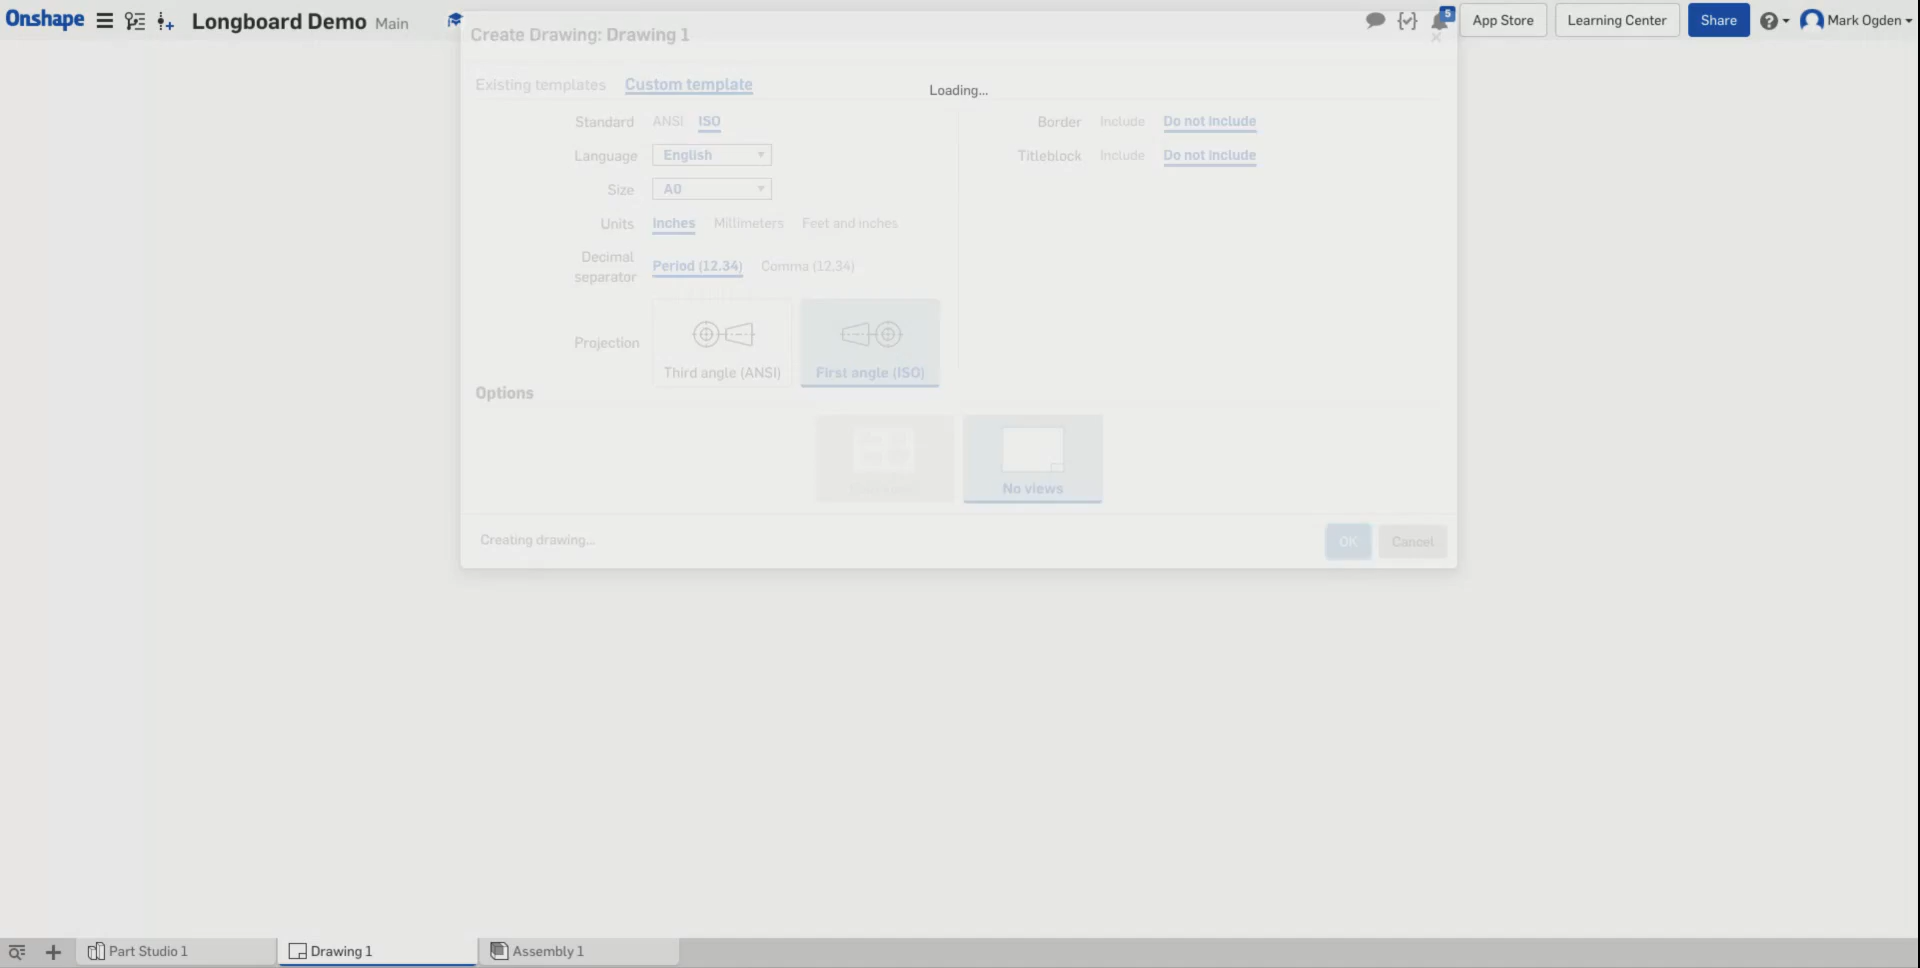 Onshape Longboard Demo Main 5 App Store Learning Center Share Mark Ogden
Create Drawing: Drawing 1
Existing templates Custom template
Loading...
Standard ANSI ISO
Border Include Do not include
Language English
Titleblock Include Do not include
Size A0
Units Inches Millimeters Feet and inches
Decimal
separator
Period (12.34) Comma (12,34)
Projection
Third angle (ANSI) First angle (ISO)
Options
No views
Creating drawing...
OK Cancel
Part Studio 1 Drawing 1 Assembly 1